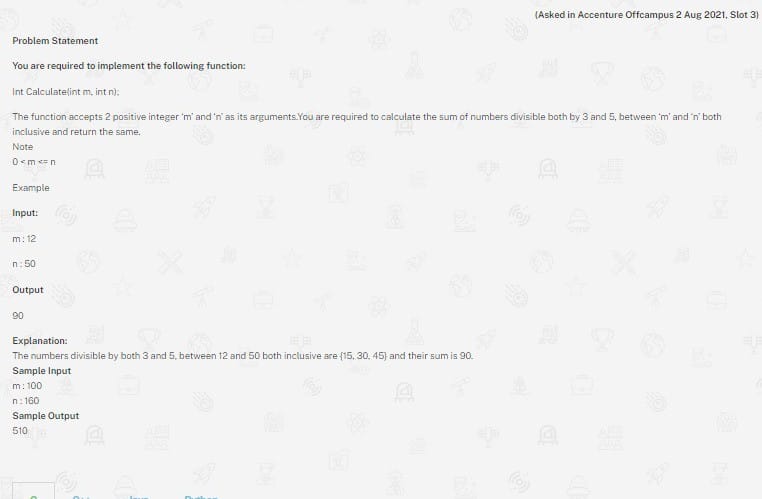 (Asked in Accenture Offcampus 2 Aug 2021, Slot 3)
Problem Statement
You are required to implement the following function:
Int Calculate(int m, int n);
The function accepts 2 positive integer 'm' and 'n' as its arguments.You are required to calculate the sum of numbers divisible both by 3 and 5, between 'm' and 'n' both
inclusive and return the same.
Note
0 < m <= n
Example
Input:
m : 12
n : 50
Output
90
Explanation:
The numbers divisible by both 3 and 5, between 12 and 50 both inclusive are {15, 30, 45} and their sum is 90.
Sample Input
m : 100
n : 160
Sample Output
510